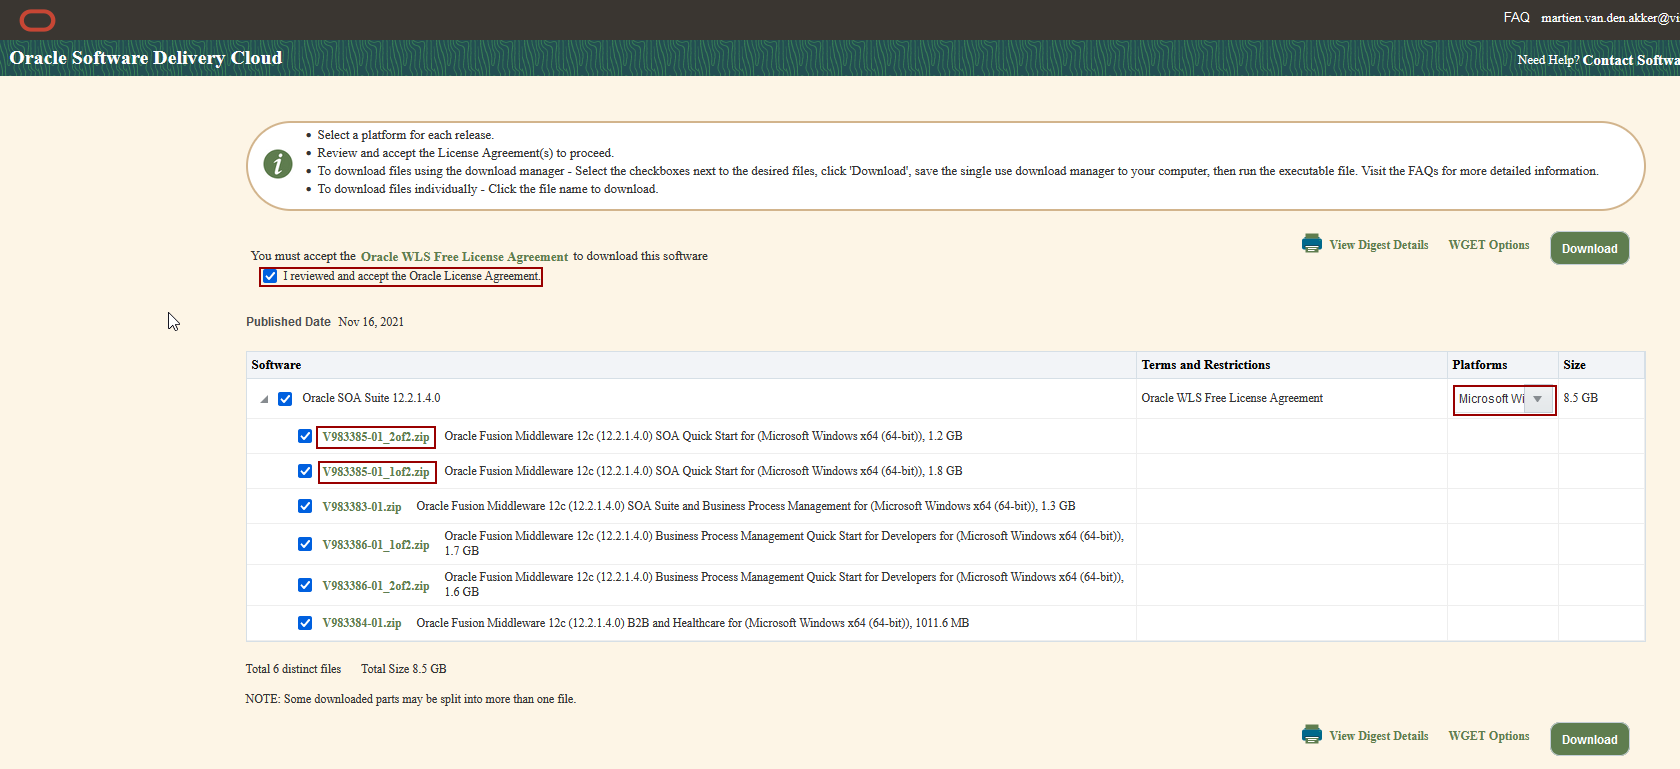 FAQ martien.van.den.akker@vi
Oracle Software Delivery Cloud
Need Help? Contact Softwa
• Select a platform for each release.
• Review and accept the License Agreement(s) to proceed.
• To download files using the download manager - Select the checkboxes next to the desired files, click 'Download', save the single use download manager to your computer, then run the executable file. Visit the FAQs for more detailed information.
• To download files individually - Click the file name to download.
View Digest Details WGET Options Download
You must accept the Oracle WLS Free License Agreement to download this software
I reviewed and accept the Oracle License Agreement.
Published Date Nov 16, 2021
Software Terms and Restrictions Platforms Size
Oracle SOA Suite 12.2.1.4.0 Oracle WLS Free License Agreement Microsoft Wi 8.5 GB
V983385-01_2of2.zip Oracle Fusion Middleware 12c (12.2.1.4.0) SOA Quick Start for (Microsoft Windows x64 (64-bit)), 1.2 GB
V983385-01_1of2.zip Oracle Fusion Middleware 12c (12.2.1.4.0) SOA Quick Start for (Microsoft Windows x64 (64-bit)), 1.8 GB
V983383-01.zip Oracle Fusion Middleware 12c (12.2.1.4.0) SOA Suite and Business Process Management for (Microsoft Windows x64 (64-bit)), 1.3 GB
V983386-01_1of2.zip Oracle Fusion Middleware 12c (12.2.1.4.0) Business Process Management Quick Start for Developers for (Microsoft Windows x64 (64-bit)),
1.7 GB
V983386-01_2of2.zip Oracle Fusion Middleware 12c (12.2.1.4.0) Business Process Management Quick Start for Developers for (Microsoft Windows x64 (64-bit)),
1.6 GB
V983384-01.zip Oracle Fusion Middleware 12c (12.2.1.4.0) B2B and Healthcare for (Microsoft Windows x64 (64-bit)), 1011.6 MB
Total 6 distinct files Total Size 8.5 GB
NOTE: Some downloaded parts may be split into more than one file.
View Digest Details WGET Options Download